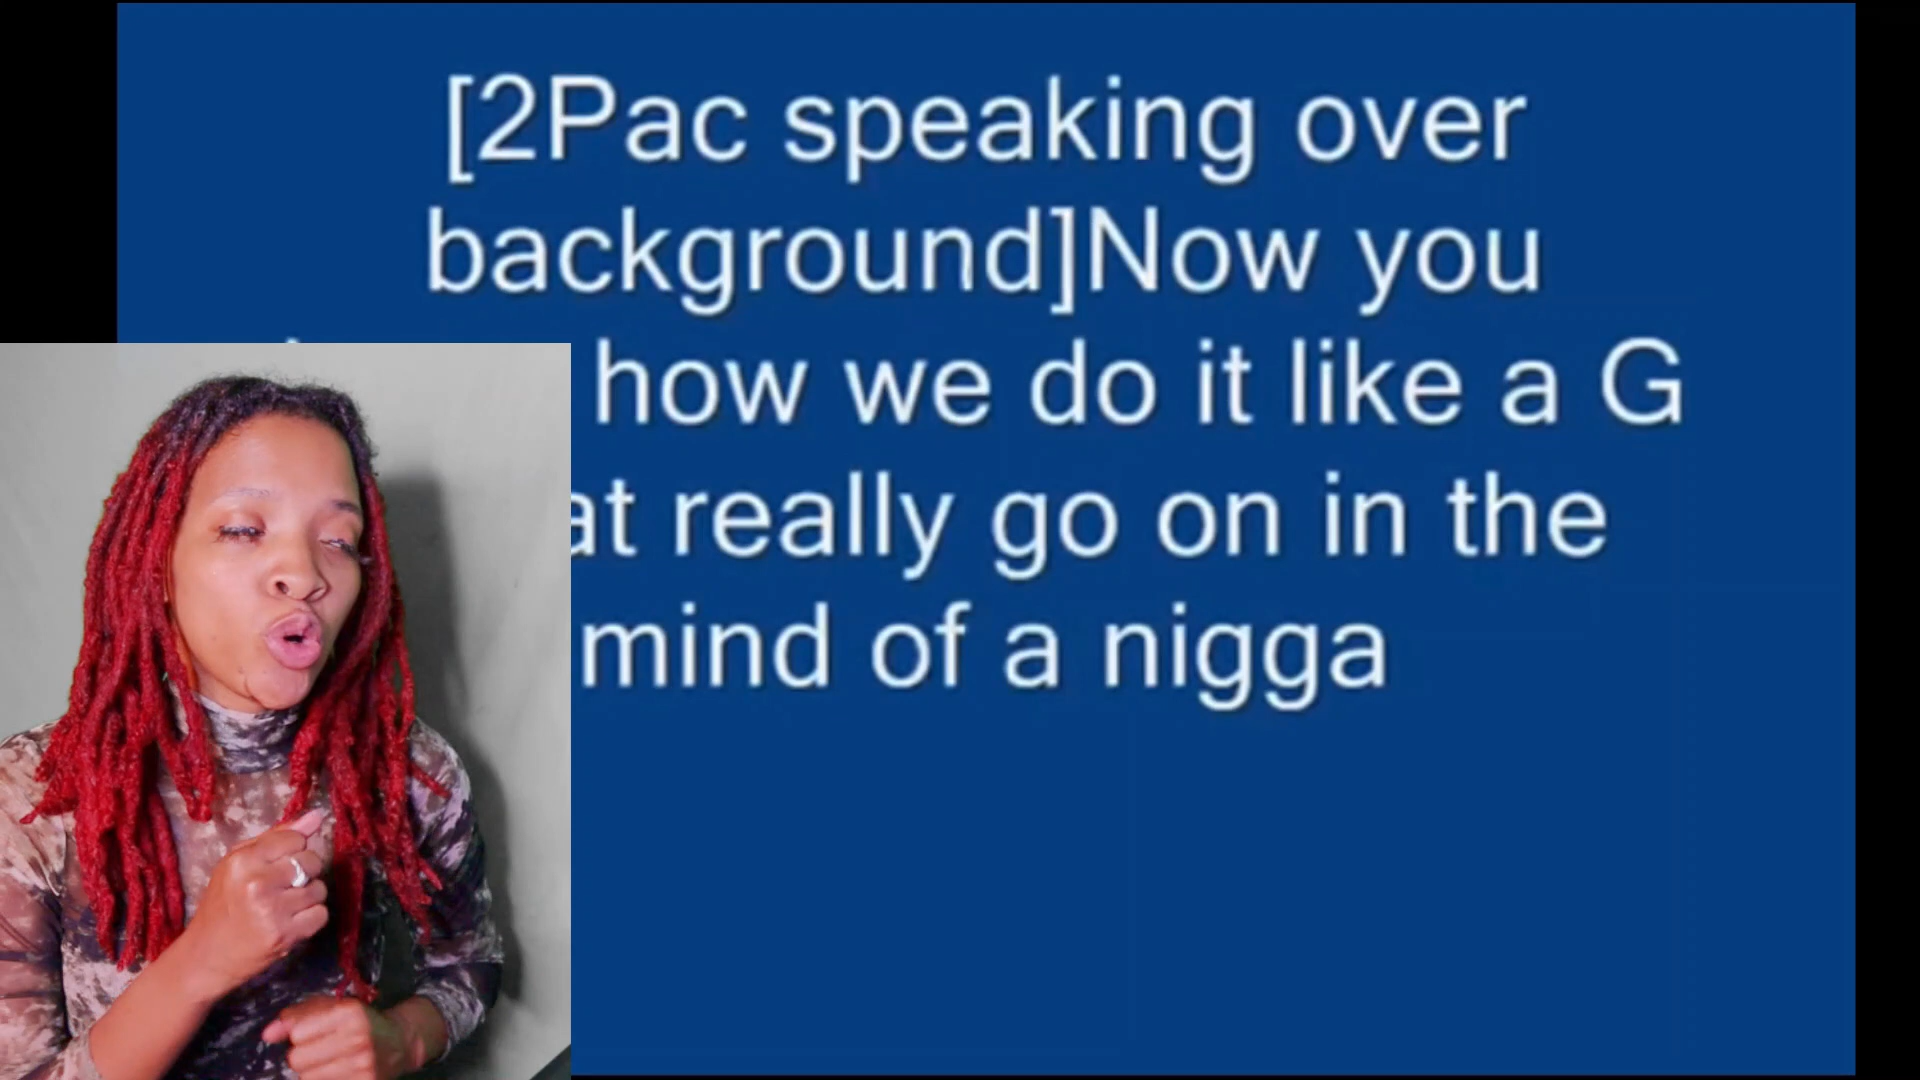 [2Pac speaking over
background]Now you
how we do it like a G
really go on in the
mind of a nigga